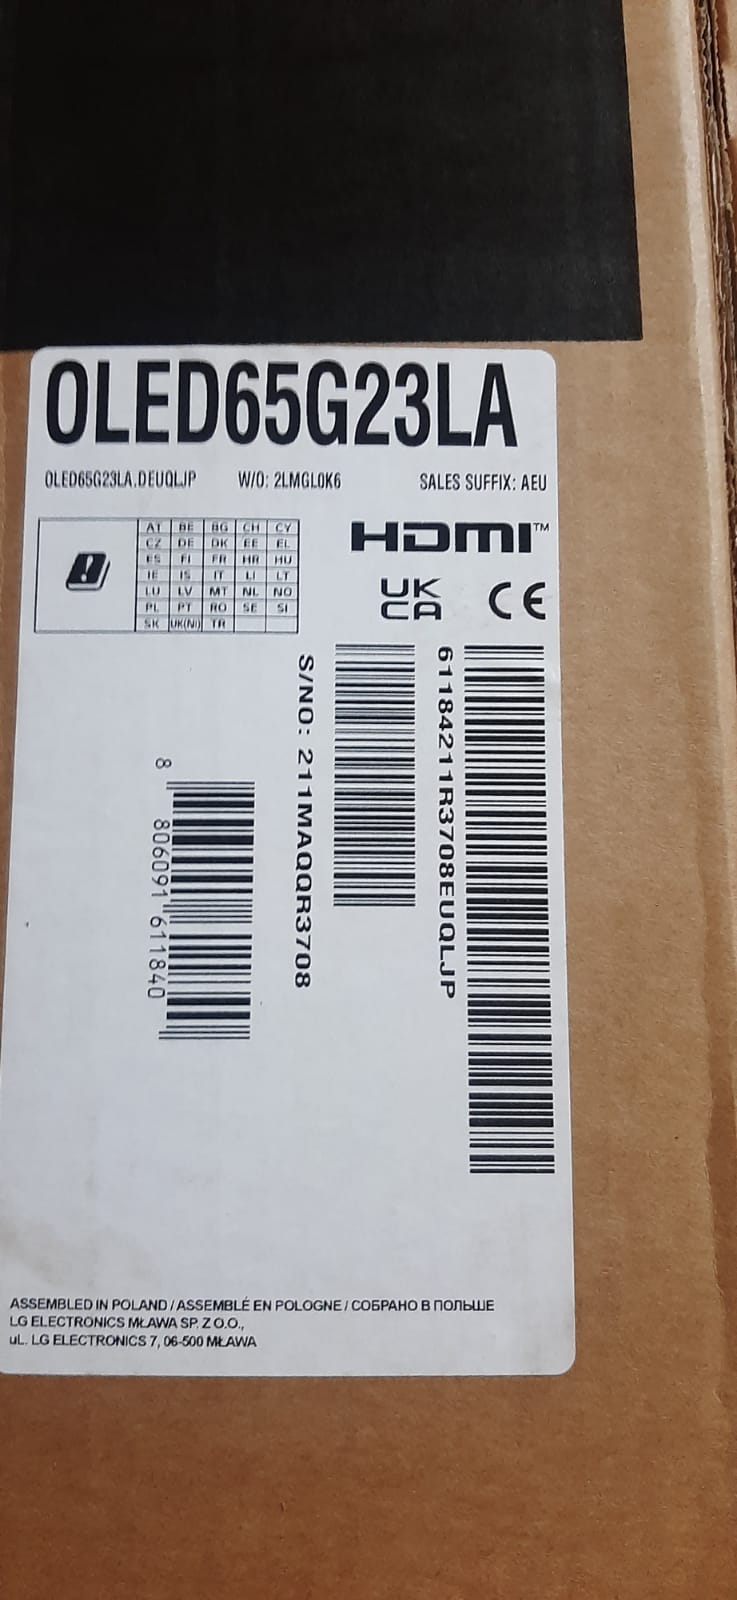 OLED65G23LA
OLED65G23LA.DEUQLJP W/O: 2LMGL0K6 SALES SUFFIX: AEU
AT BE BG CH CY
CZ DE DK EE EL
ES FI FR HR HU
IE IS IT LI LT
LU LV MT NL NO
PL PT RO SE SI
SK UK(NI) TR
HDMI™
UK
CA CE
61184211R3708EUQLJP
S/NO: 211MAQQR3708
8 806091 611840
ASSEMBLED IN POLAND / ASSEMBLÉ EN POLOGNE / СОБРАНО В ПОЛЬШЕ
LG ELECTRONICS MŁAWA SP. Z O.O.,
uL. LG ELECTRONICS 7, 06-500 MŁAWA